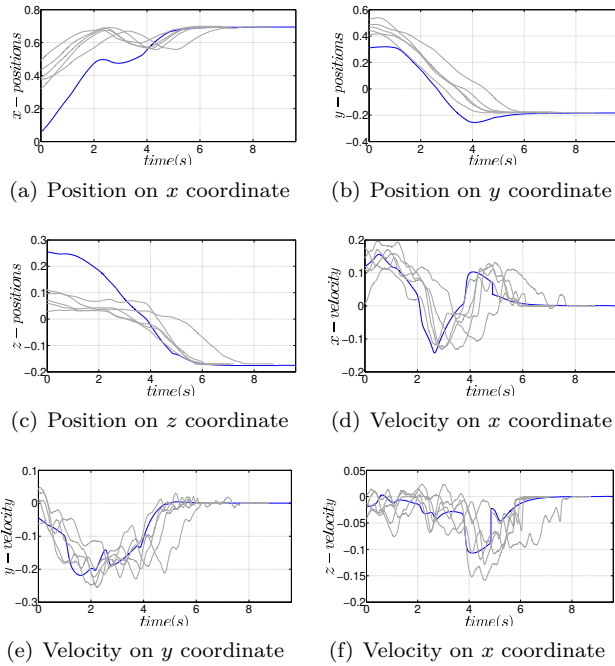 0.8
0.6
0.4
0.2
0
x − positions
0 2 4 6 8
time(s)
(a) Position on x coordinate
0.6
0.4
0.2
0
−0.2
−0.4
y − positions
0 2 4 6 8
time(s)
(b) Position on y coordinate
0.3
0.2
0.1
0
−0.1
−0.2
z − positions
0 2 4 6 8
time(s)
(c) Position on z coordinate
0.2
0.1
0
−0.1
−0.2
x − velocity
0 2 4 6 8
time(s)
(d) Velocity on x coordinate
0.1
0
−0.1
−0.2
−0.3
y − velocity
0 2 4 6 8
time(s)
(e) Velocity on y coordinate
0.05
0
−0.05
−0.1
−0.15
−0.2
z − velocity
0 2 4 6 8
time(s)
(f) Velocity on x coordinate